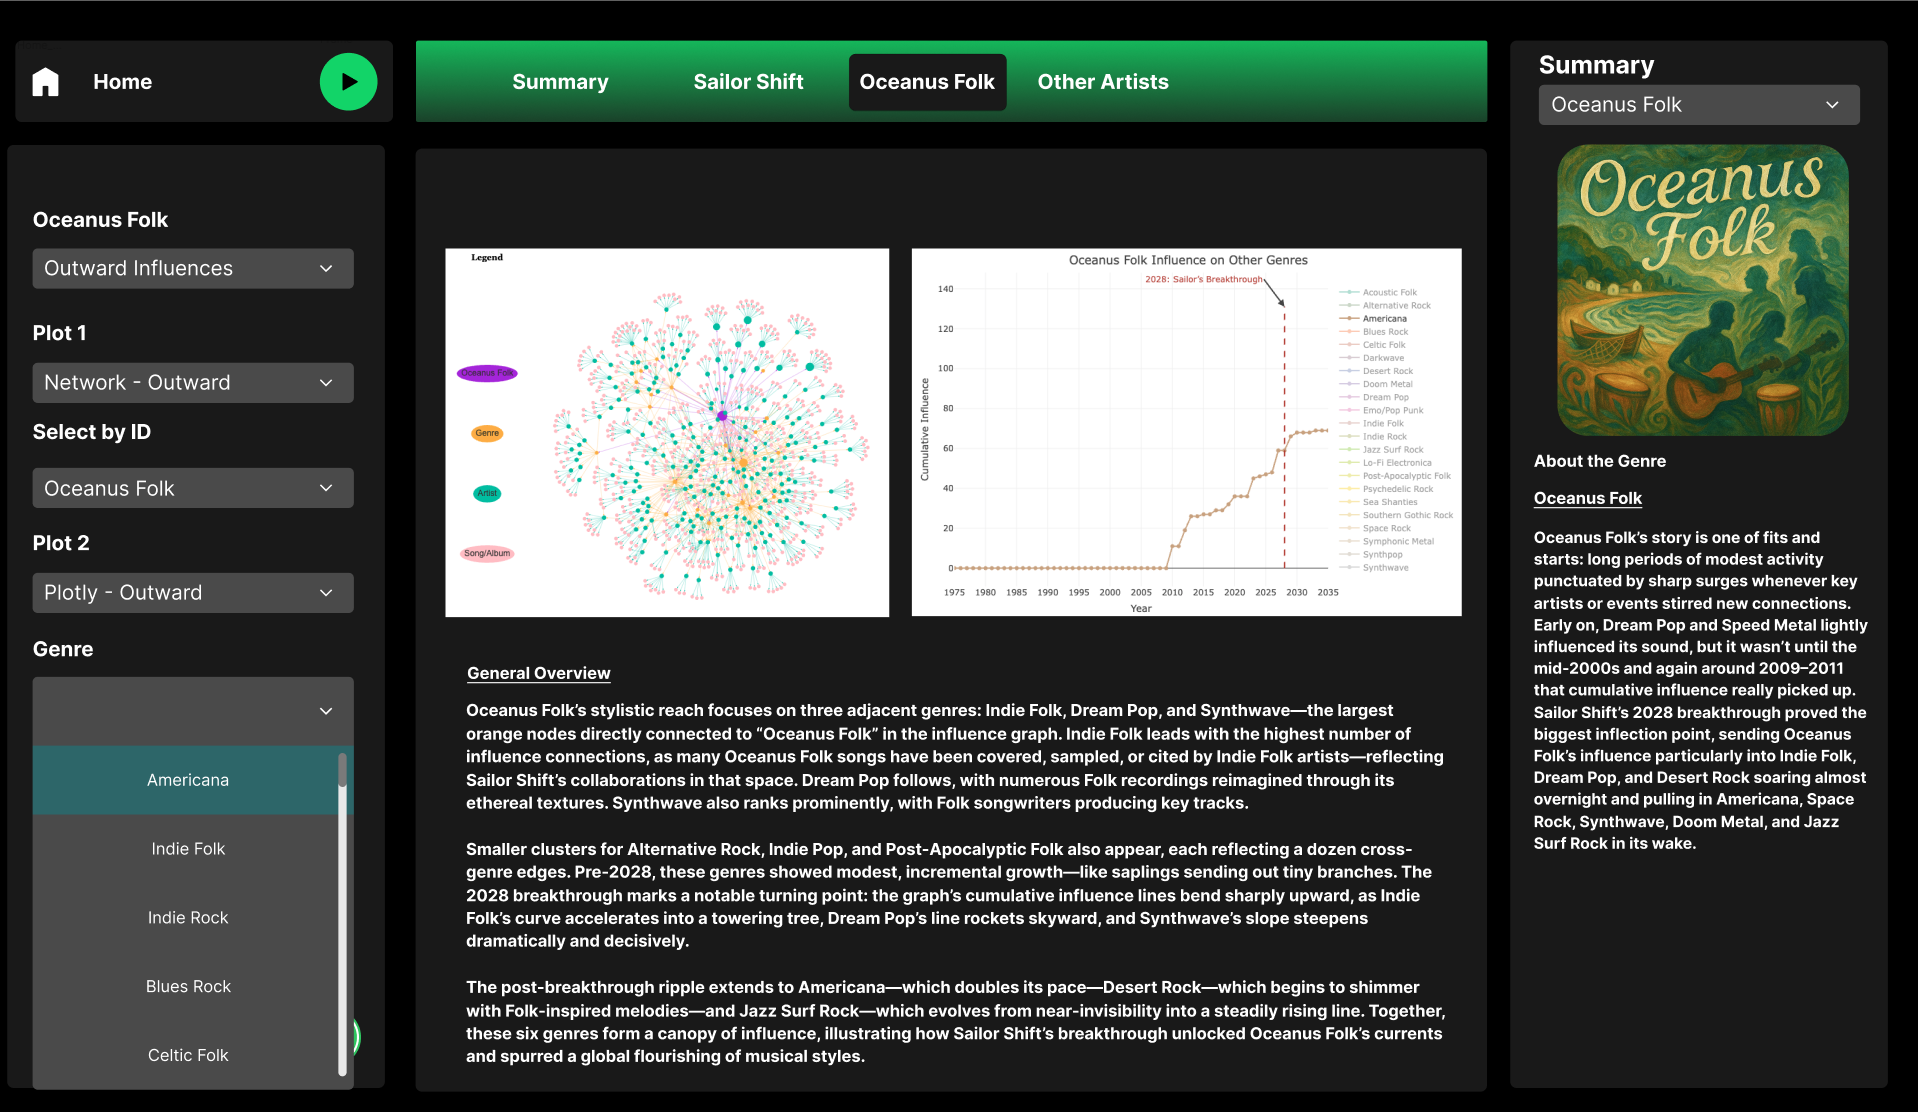 Home
Summary
Sailor Shift
Oceanus Folk
Other Artists
Oceanus Folk
Outward Influences
Plot 1
Network - Outward
Select by ID
Oceanus Folk
Plot 2
Plotly - Outward
Genre
Americana
Indie Folk
Indie Rock
Blues Rock
Celtic Folk
Legend
Oceanus Folk
Genre
Artist
Song/Album
Oceanus Folk Influence on Other Genres
2028: Sailor's Breakthrough
Cumulative Influence
140
120
100
80
60
40
20
0
1975 1980 1985 1990 1995 2000 2005 2010 2015 2020 2025 2030 2035
Year
Acoustic Folk
Alternative Rock
Americana
Blues Rock
Celtic Folk
Darkwave
Desert Rock
Doom Metal
Dream Pop
Emo/Pop Punk
Indie Folk
Indie Rock
Jazz Surf Rock
Lo-Fi Electronica
Post-Apocalyptic Folk
Psychedelic Rock
Sea Shanties
Southern Gothic Rock
Space Rock
Symphonic Metal
Synthpop
Synthwave
General Overview
Oceanus Folk’s stylistic reach focuses on three adjacent genres: Indie Folk, Dream Pop, and Synthwave—the largest
orange nodes directly connected to “Oceanus Folk” in the influence graph. Indie Folk leads with the highest number of
influence connections, as many Oceanus Folk songs have been covered, sampled, or cited by Indie Folk artists—reflecting
Sailor Shift’s collaborations in that space. Dream Pop follows, with numerous Folk recordings reimagined through its
ethereal textures. Synthwave also ranks prominently, with Folk songwriters producing key tracks.
Smaller clusters for Alternative Rock, Indie Pop, and Post-Apocalyptic Folk also appear, each reflecting a dozen cross-
genre edges. Pre-2028, these genres showed modest, incremental growth—like saplings sending out tiny branches. The
2028 breakthrough marks a notable turning point: the graph’s cumulative influence lines bend sharply upward, as Indie
Folk’s curve accelerates into a towering tree, Dream Pop’s line rockets skyward, and Synthwave’s slope steepens
dramatically and decisively.
The post-breakthrough ripple extends to Americana—which doubles its pace—Desert Rock—which begins to shimmer
with Folk-inspired melodies—and Jazz Surf Rock—which evolves from near-invisibility into a steadily rising line. Together,
these six genres form a canopy of influence, illustrating how Sailor Shift’s breakthrough unlocked Oceanus Folk’s currents
and spurred a global flourishing of musical styles.
Summary
Oceanus Folk
Oceanus
Folk
About the Genre
Oceanus Folk
Oceanus Folk’s story is one of fits and
starts: long periods of modest activity
punctuated by sharp surges whenever key
artists or events stirred new connections.
Early on, Dream Pop and Speed Metal lightly
influenced its sound, but it wasn’t until the
mid-2000s and again around 2009–2011
that cumulative influence really picked up.
Sailor Shift’s 2028 breakthrough proved the
biggest inflection point, sending Oceanus
Folk’s influence particularly into Indie Folk,
Dream Pop, and Desert Rock soaring almost
overnight and pulling in Americana, Space
Rock, Synthwave, Doom Metal, and Jazz
Surf Rock in its wake.